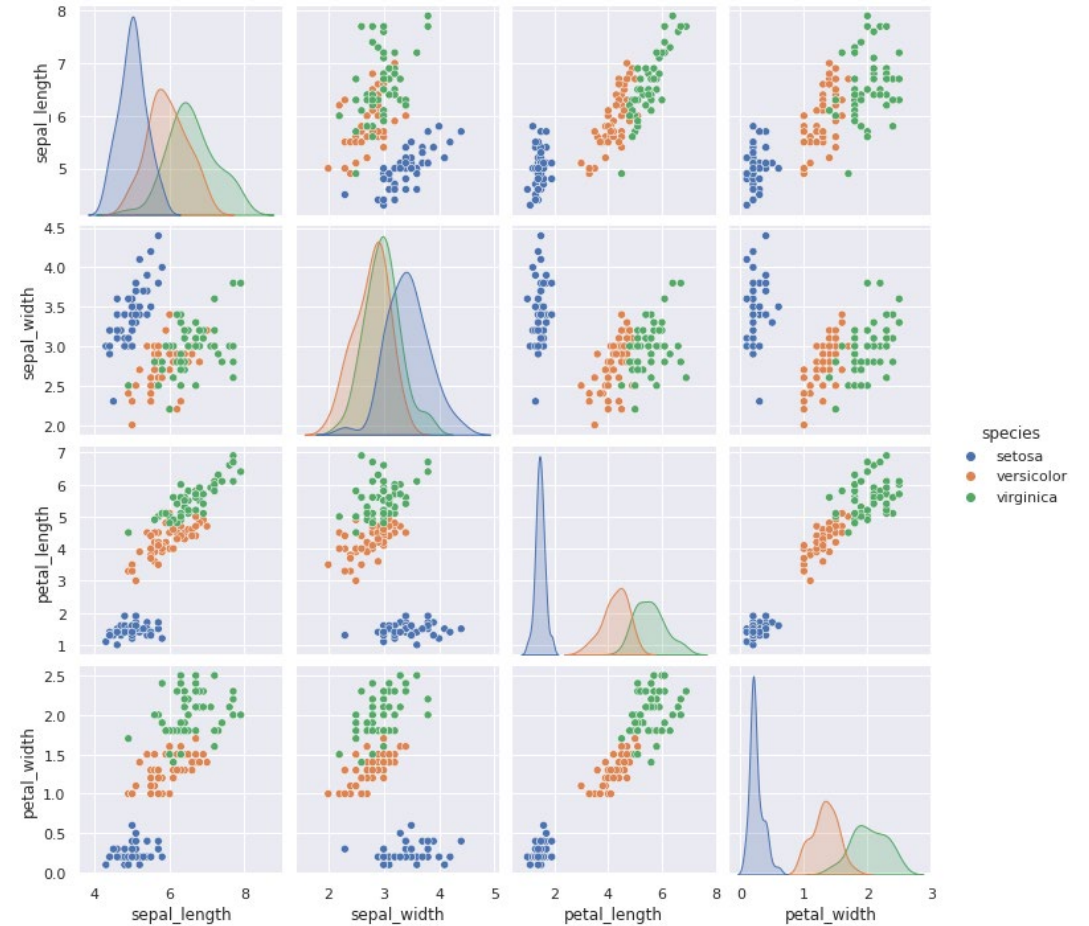 8
7
6
5
sepal_length
4.5
4.0
3.5
3.0
2.5
2.0
sepal_width
species
setosa
versicolor
virginica
7
6
5
4
3
2
1
petal_length
2.5
2.0
1.5
1.0
0.5
0.0
petal_width
4 6 8
sepal_length
2 3 4 5
sepal_width
2 4 6 8
petal_length
0 1 2 3
petal_width